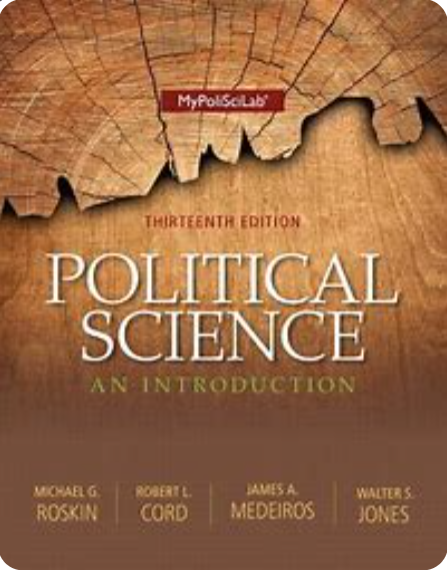 MyPoliSciLab®
THIRTEENTH EDITION
POLITICAL
SCIENCE
AN INTRODUCTION
MICHAEL G.
ROSKIN
ROBERT L.
CORD
JAMES A.
MEDEIROS
WALTER S.
JONES